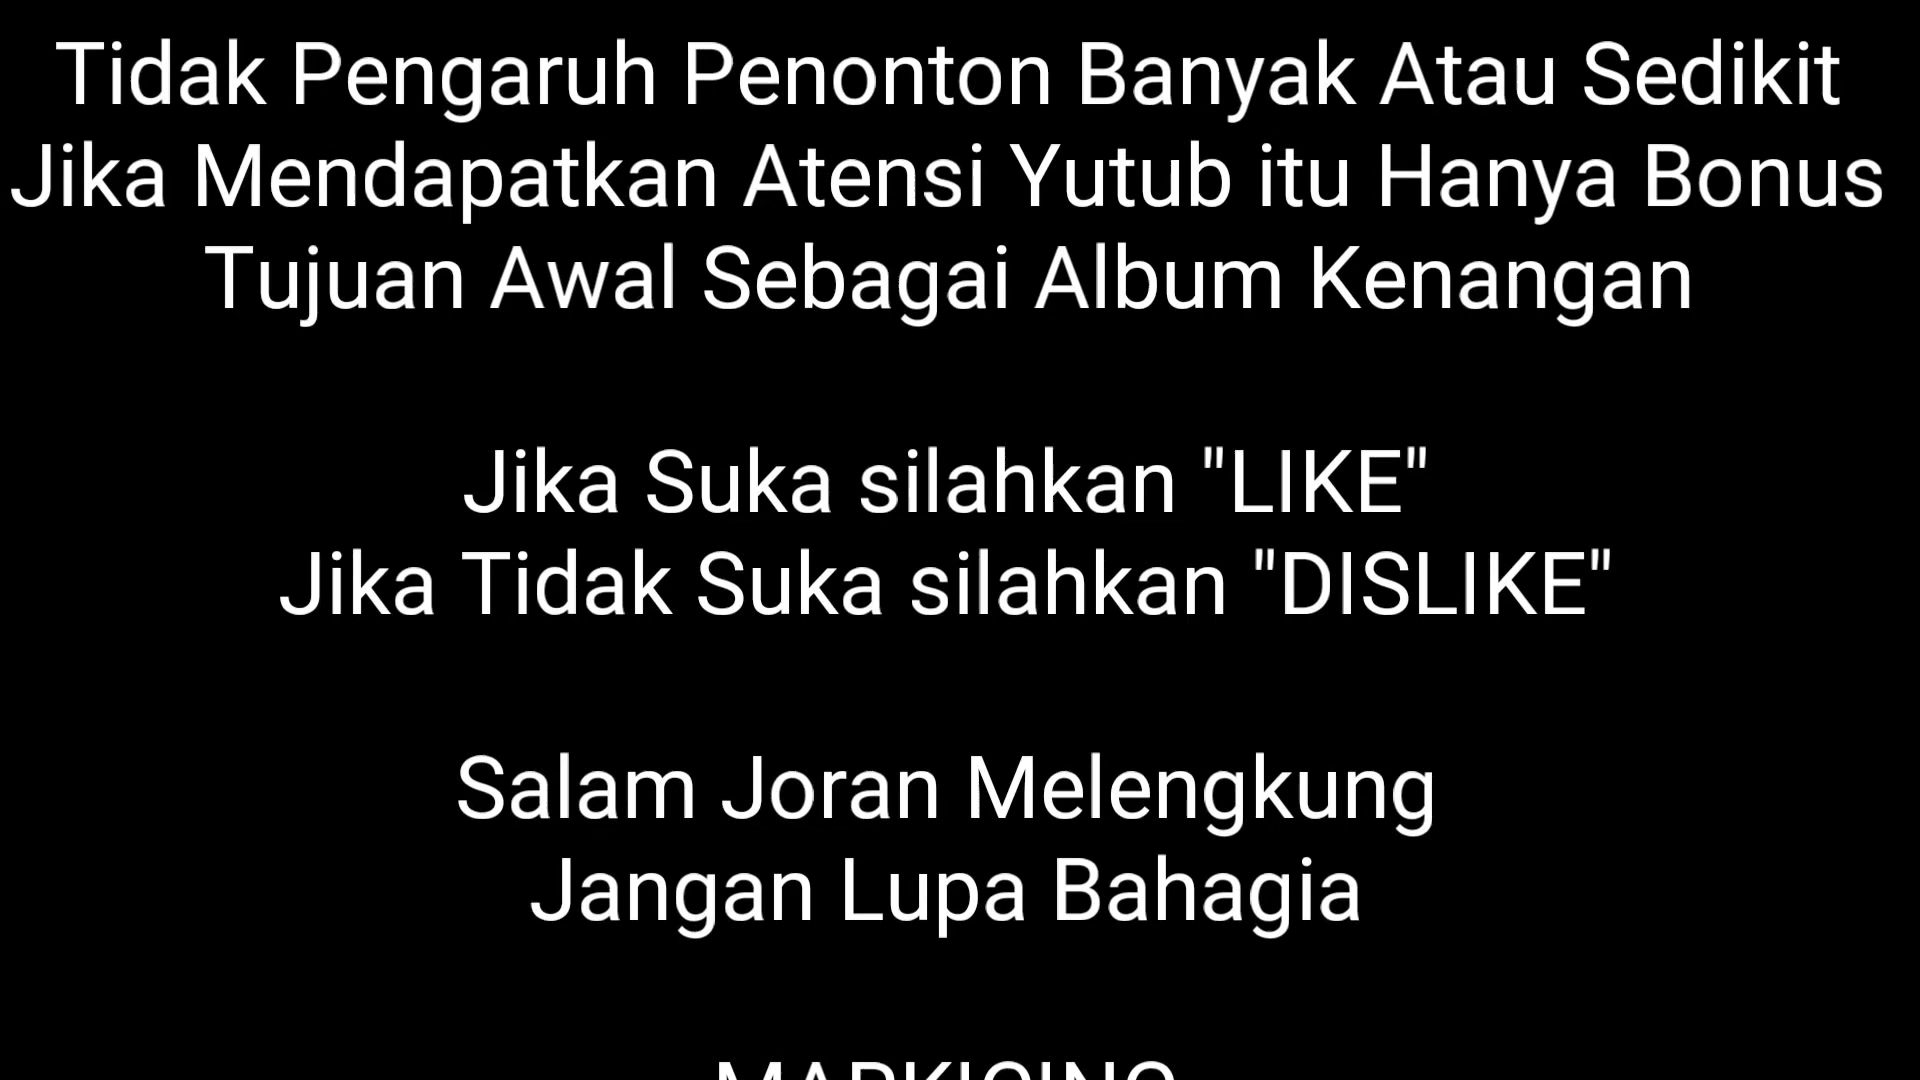 Tidak Pengaruh Penonton Banyak Atau Sedikit
Jika Mendapatkan Atensi Yutub itu Hanya Bonus
Tujuan Awal Sebagai Album Kenangan
Jika Suka silahkan "LIKE"
Jika Tidak Suka silahkan "DISLIKE"
Salam Joran Melengkung
Jangan Lupa Bahagia